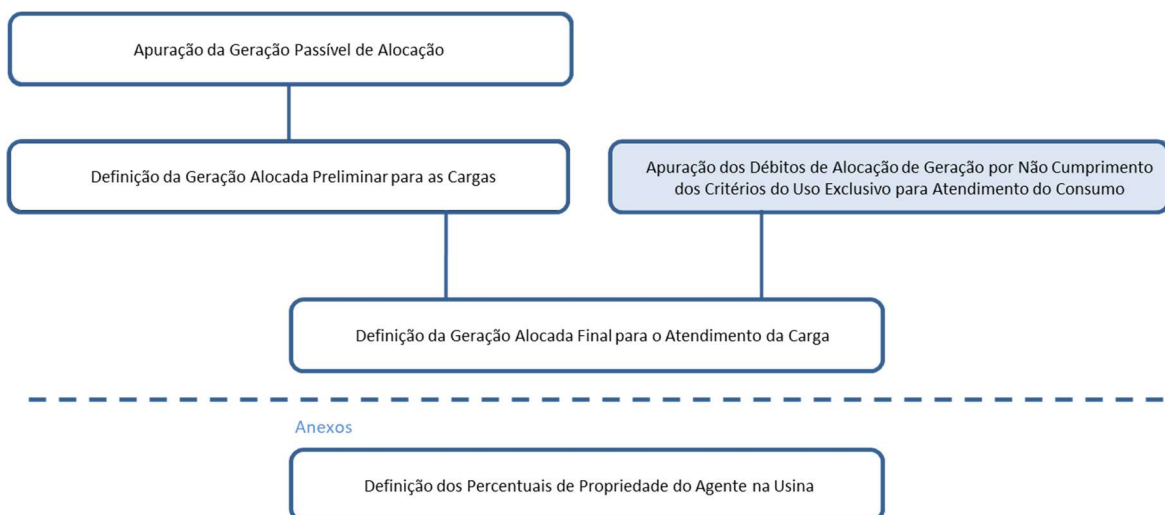 Apuração da Geração Passível de Alocação
Definição da Geração Alocada Preliminar para as Cargas
Apuração dos Débitos de Alocação de Geração por Não Cumprimento
dos Critérios do Uso Exclusivo para Atendimento do Consumo
Definição da Geração Alocada Final para o Atendimento da Carga
Anexos
Definição dos Percentuais de Propriedade do Agente na Usina